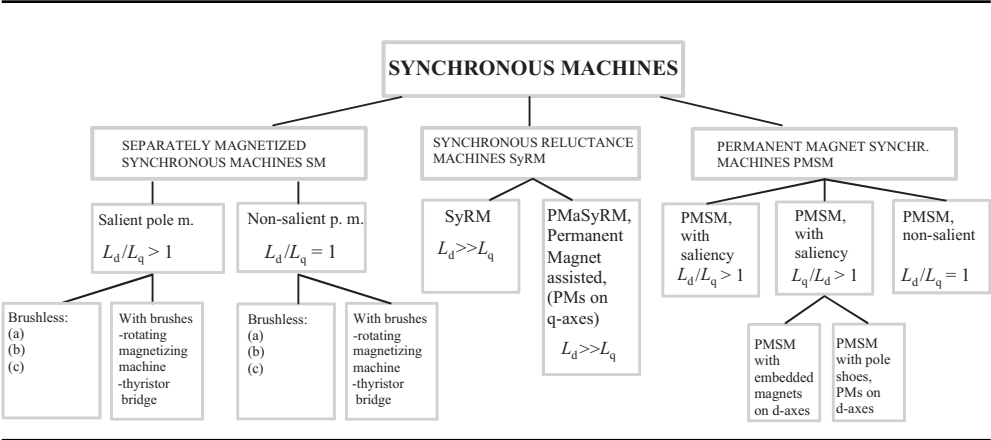 SYNCHRONOUS MACHINES
SEPARATELY MAGNETIZED
SYNCHRONOUS MACHINES SM
SYNCHRONOUS RELUCTANCE
MACHINES SyRM
PERMANENT MAGNET SYNCHR.
MACHINES PMSM
Salient pole m.
Ld/Lq > 1
Non-salient p. m.
Ld/Lq = 1
SyRM
Ld>>Lq
PMaSyRM,
Permanent
Magnet
assisted,
(PMs on
q-axes)
Ld>>Lq
PMSM,
with
saliency
Ld/Lq > 1
PMSM,
with
saliency
Lq/Ld > 1
PMSM,
non-salient
Ld/Lq = 1
Brushless:
(a)
(b)
(c)
With brushes
-rotating
magnetizing
machine
-thyristor
bridge
Brushless:
(a)
(b)
(c)
With brushes
-rotating
magnetizing
machine
-thyristor
bridge
PMSM
with
embedded
magnets
on d-axes
PMSM
with pole
shoes,
PMs on
d-axes